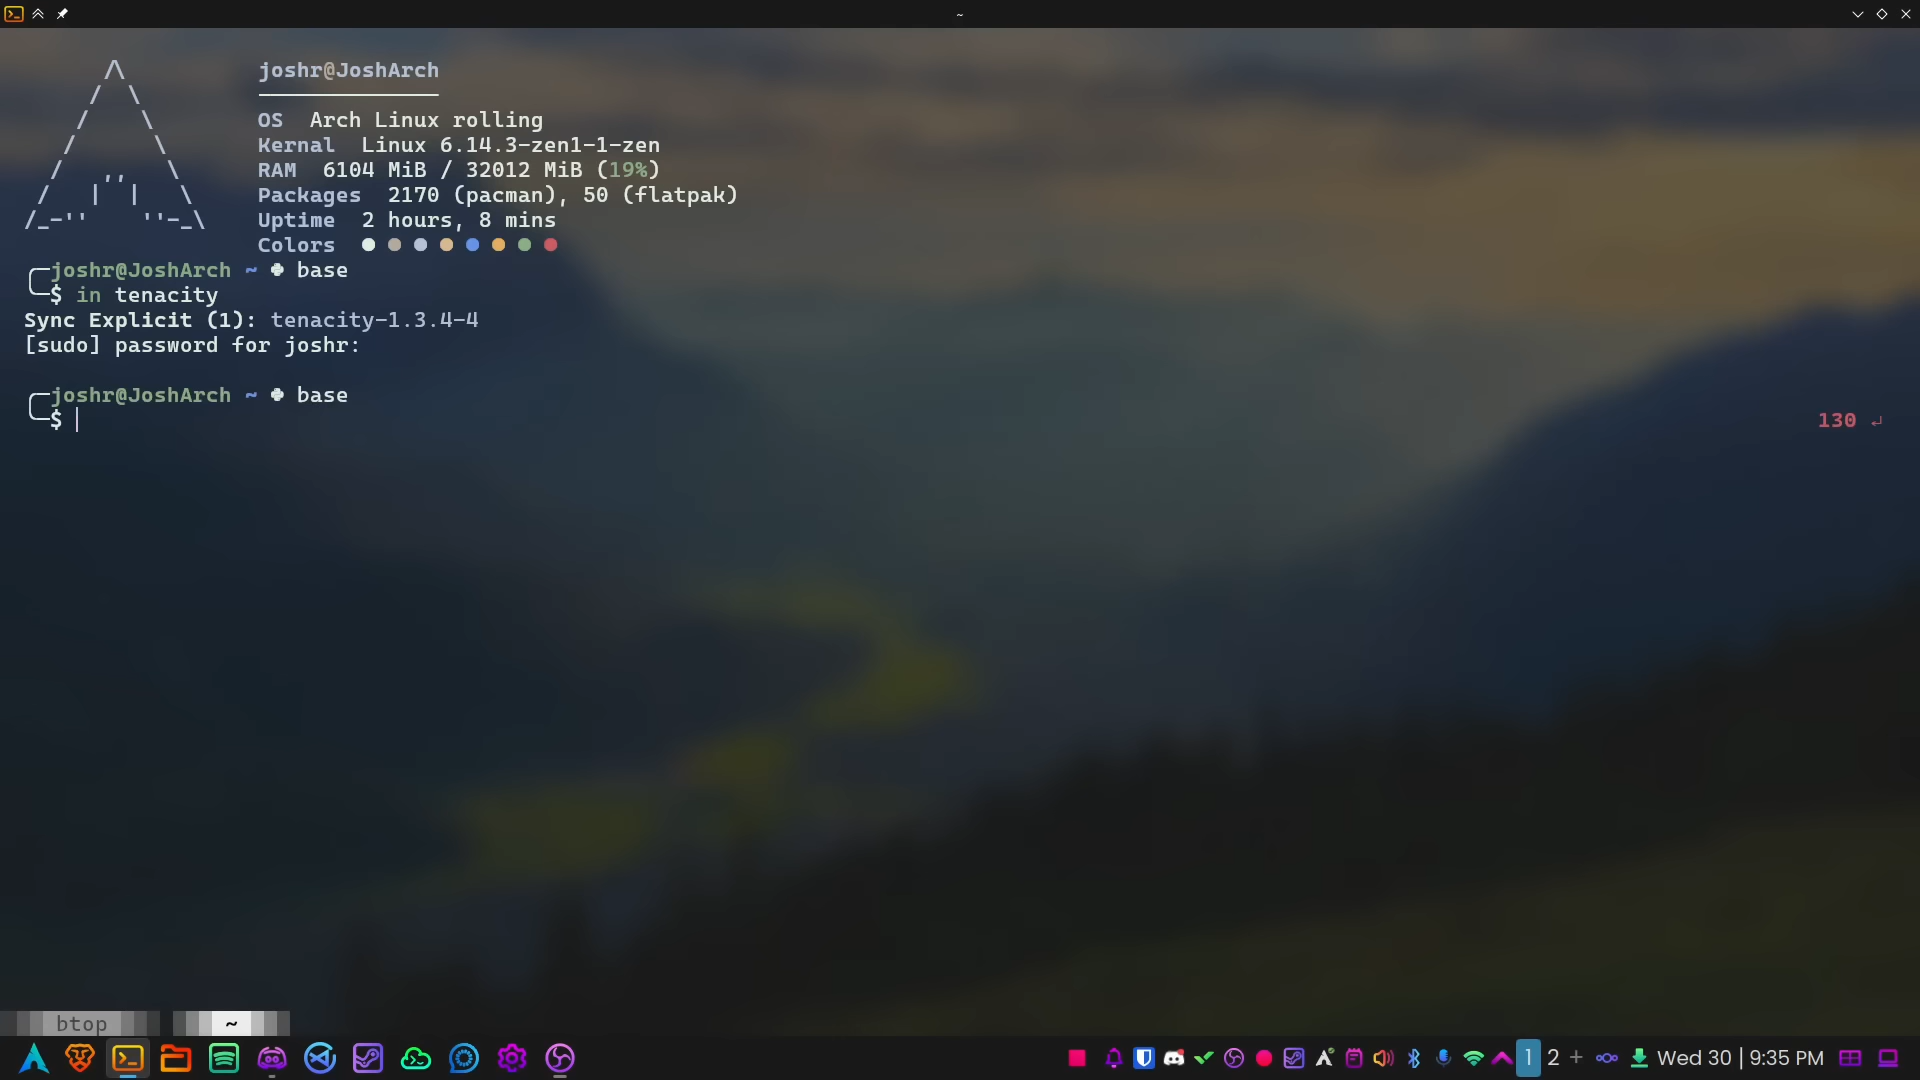 ~
joshr@JoshArch
OS Arch Linux rolling
Kernal Linux 6.14.3-zen1-1-zen
RAM 6104 MiB / 32012 MiB (19%)
Packages 2170 (pacman), 50 (flatpak)
Uptime 2 hours, 8 mins
Colors
joshr@JoshArch ~ base
$ in tenacity
Sync Explicit (1): tenacity-1.3.4-4
[sudo] password for joshr:
joshr@JoshArch ~ base
$ 130 ↵
btop ~
1 2 + Wed 30 | 9:35 PM